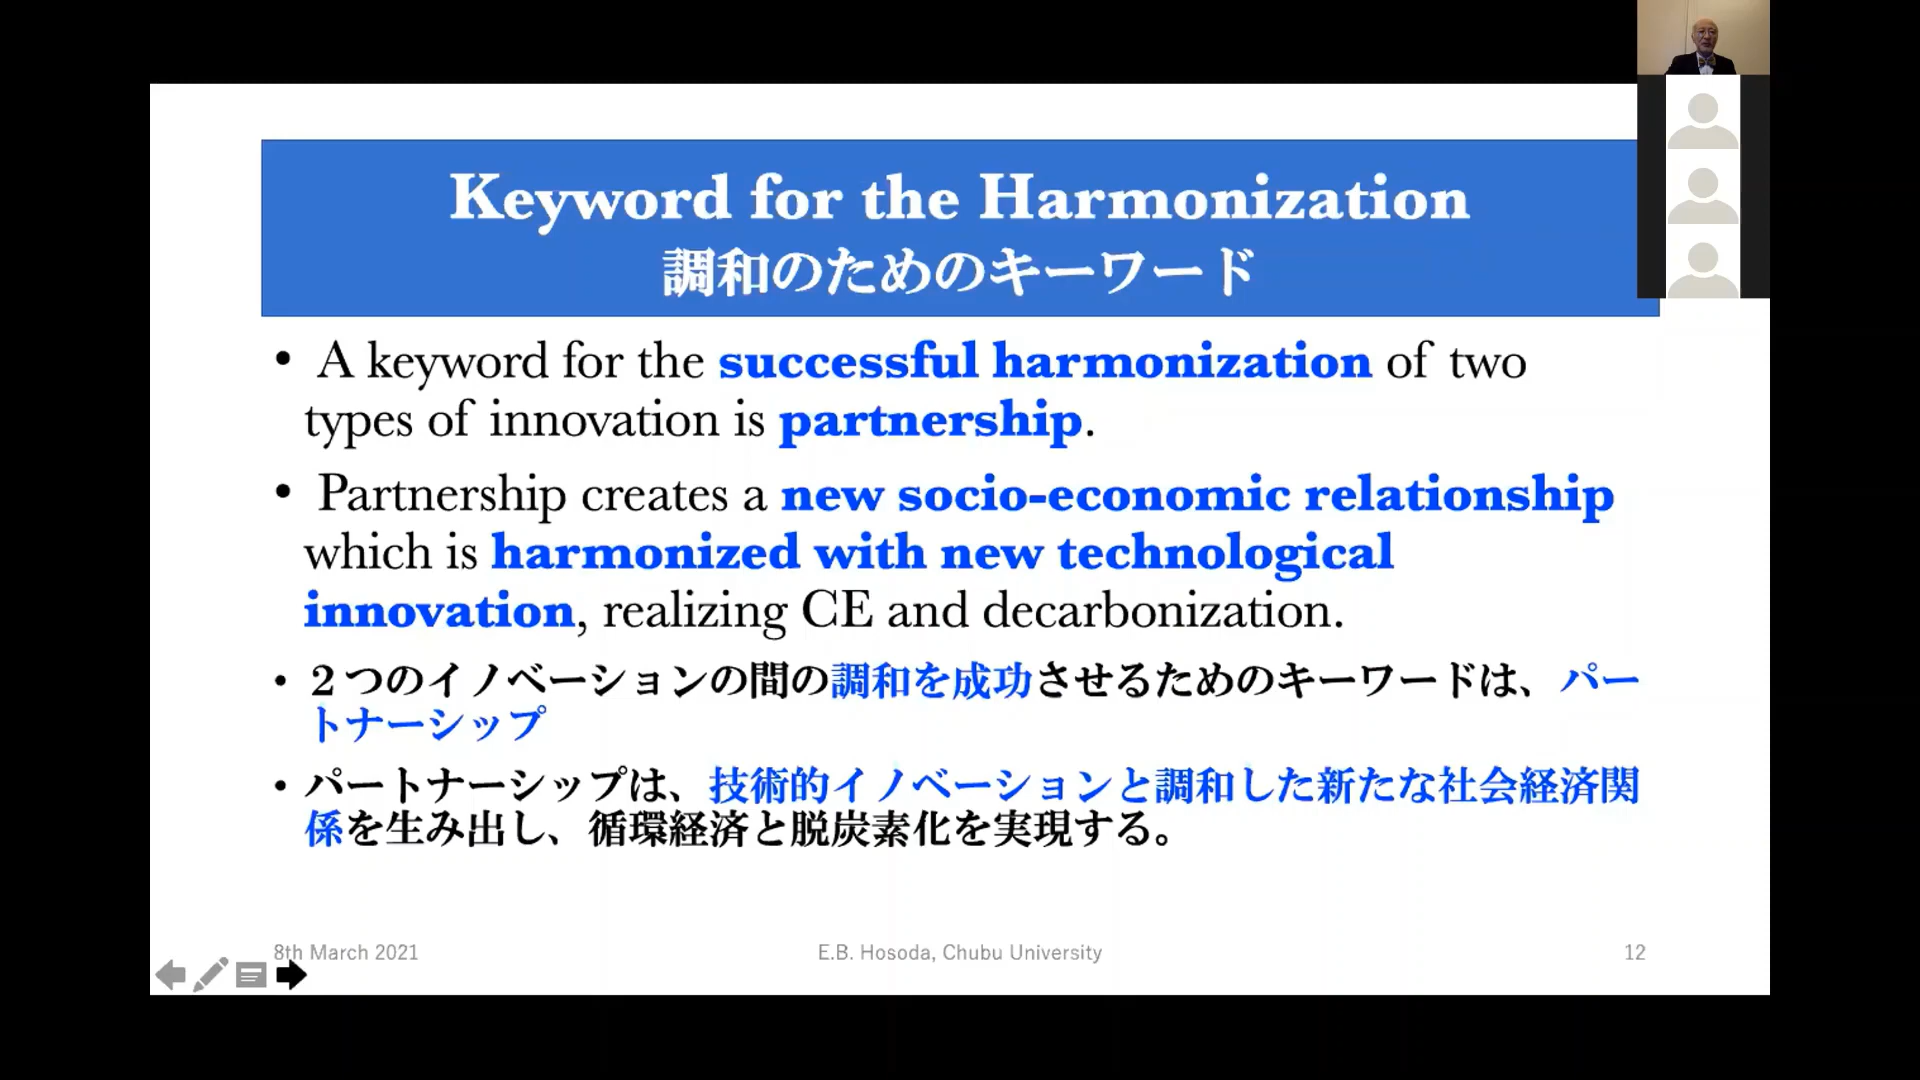 Keyword for the Harmonization
調和のためのキーワード
• A keyword for the successful harmonization of two
types of innovation is partnership.
• Partnership creates a new socio-economic relationship
which is harmonized with new technological
innovation, realizing CE and decarbonization.
• ２つのイノベーションの間の調和を成功させるためのキーワードは、パー
トナーシップ
• パートナーシップは、技術的イノベーションと調和した新たな社会経済関
係を生み出し、循環経済と脱炭素化を実現する。
8th March 2021
E.B. Hosoda, Chubu University
12